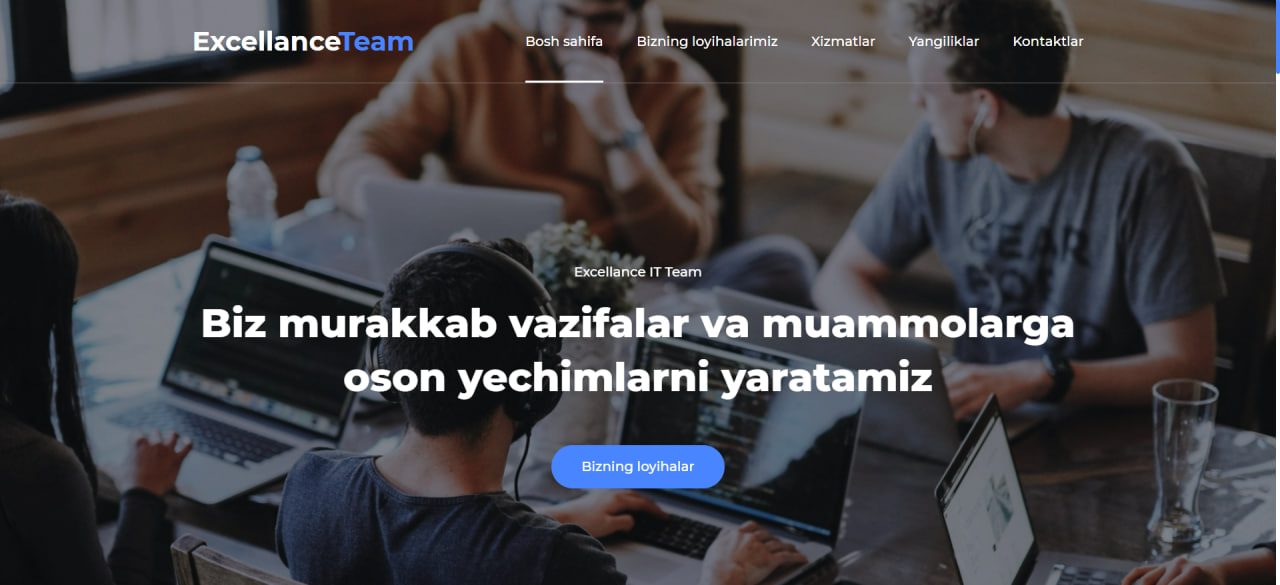 ExcellanceTeam
Bosh sahifa Bizning loyihalarimiz Xizmatlar Yangiliklar Kontaktlar
Excellance IT Team
Biz murakkab vazifalar va muammolarga
oson yechimlarni yaratamiz
Bizning loyihalar